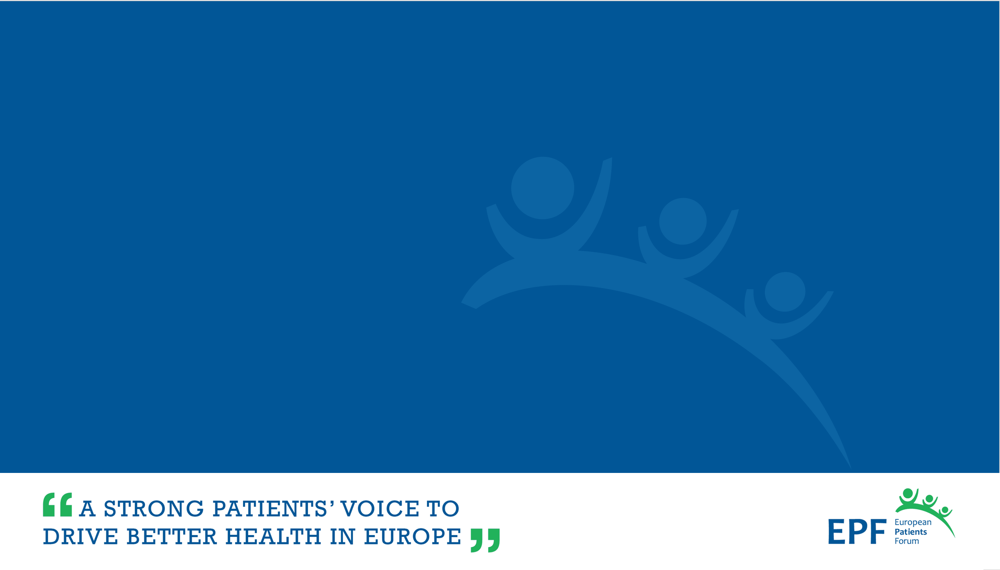 “ A STRONG PATIENTS’ VOICE TO
DRIVE BETTER HEALTH IN EUROPE ”
EPF
European
Patients
Forum